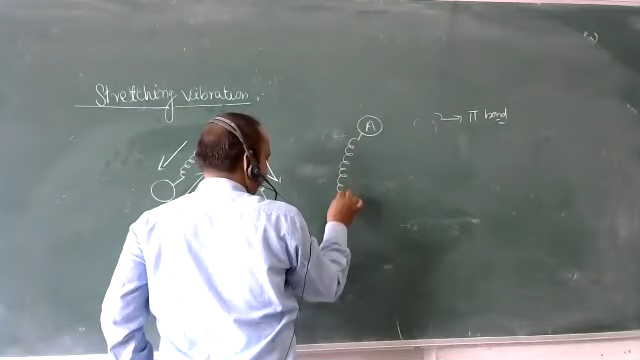 Stretching Vibration.
A
π bond